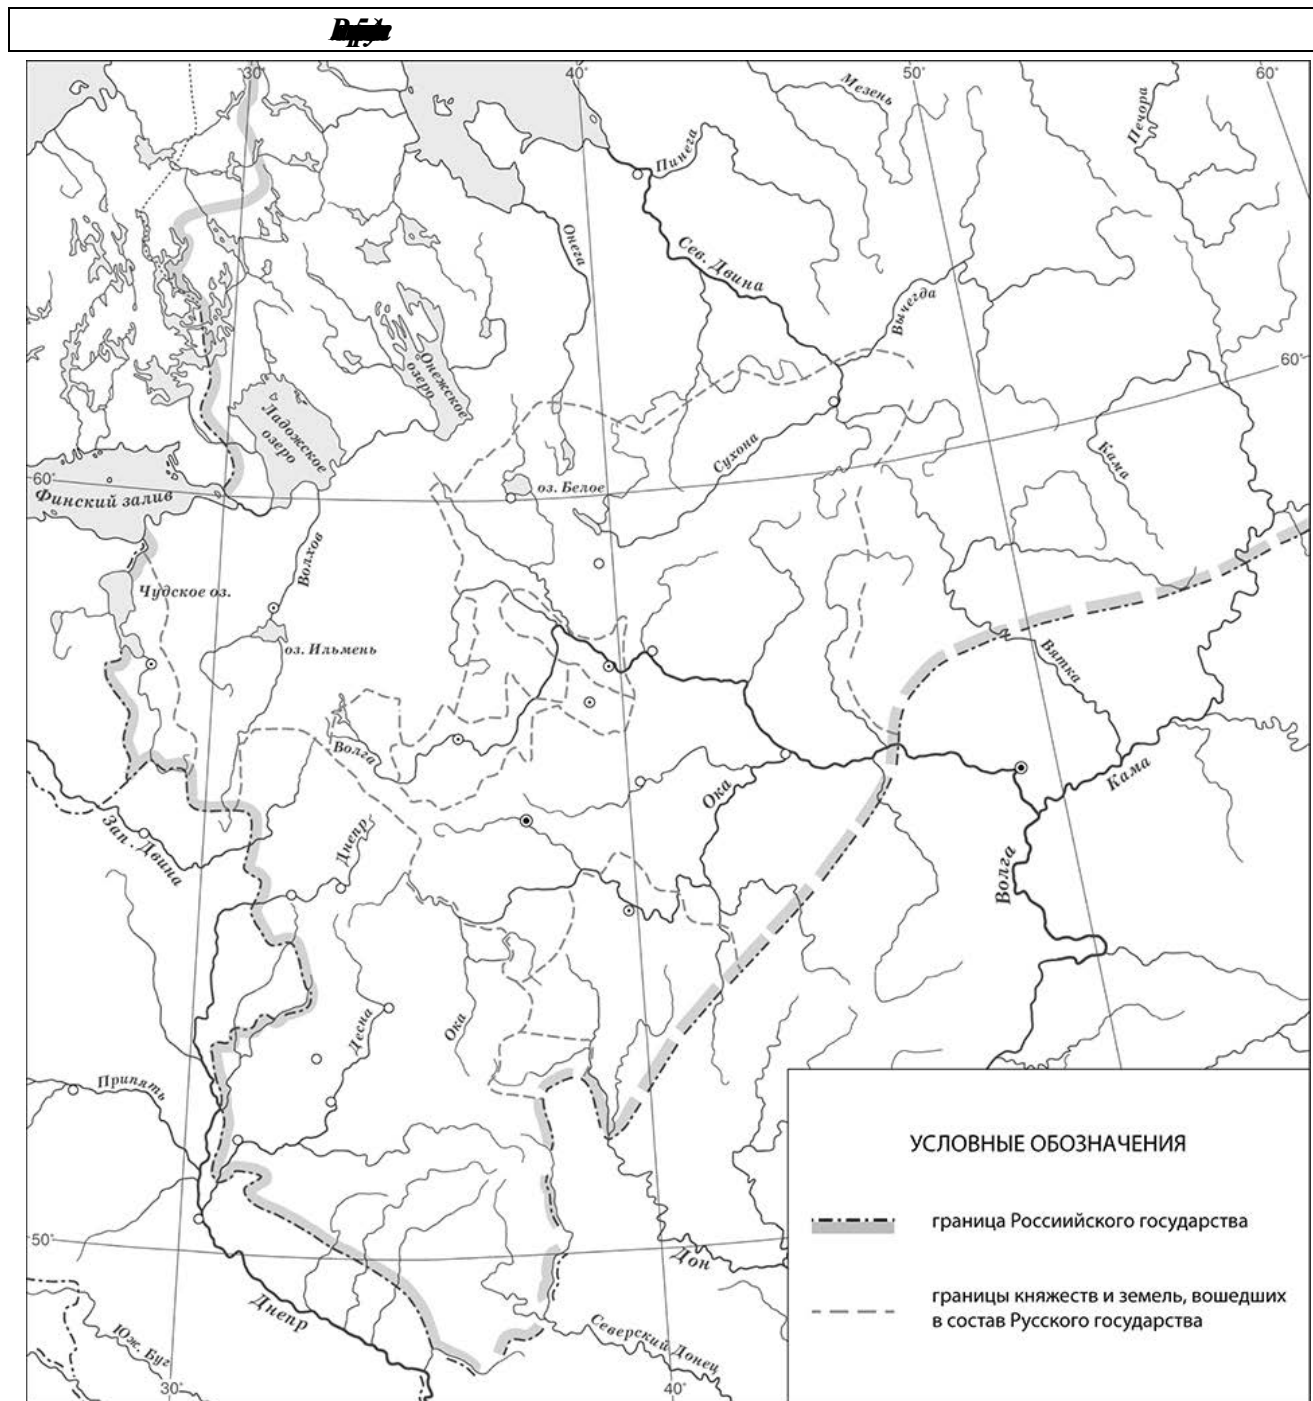 30°
40°
50°
60°
Мезень
Печора
Пинега
Онега
Сев. Двина
Вычегда
Онежское
озеро
60°
Ладожское
озеро
Сухона
Кама
60°
оз. Белое
Финский залив
Волхов
Чудское оз.
оз. Ильмень
Вятка
Волга
Ока
Кама
Зап. Двина
Днепр
Волга
Десна
Ока
Припять
50°
Дон
Днепр
Северский Донец
Юж. Буг
30°
40°
УСЛОВНЫЕ ОБОЗНАЧЕНИЯ
граница Россиийского государства
границы княжеств и земель, вошедших
в состав Русского государства